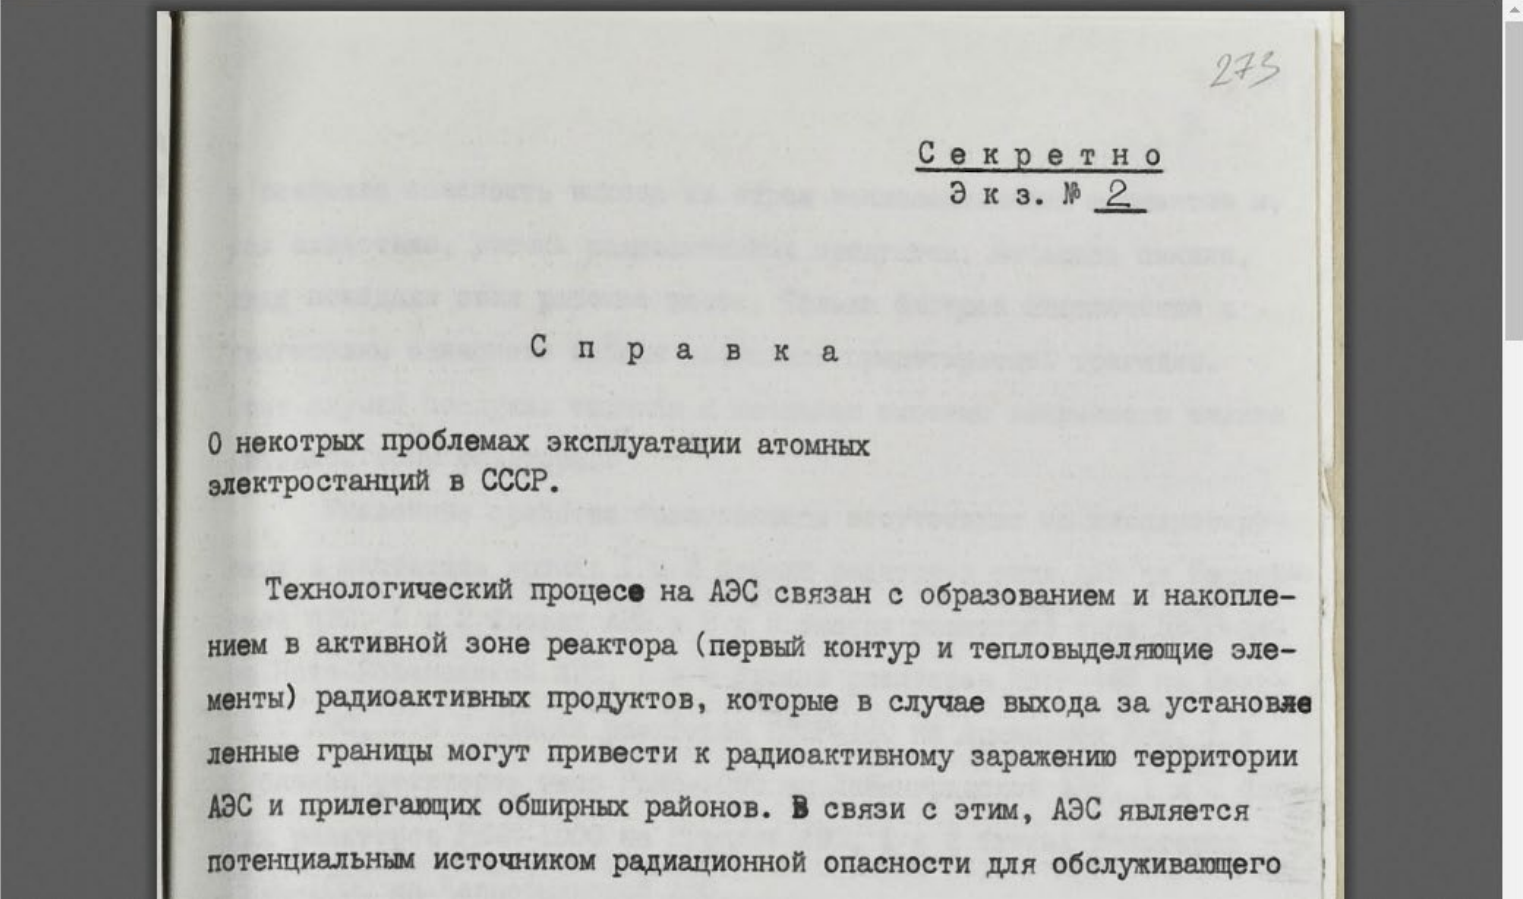 273
Секретно
Экз. № 2
Справка
О некотрых проблемах эксплуатации атомных
электростанций в СССР.
Технологический процесс на АЭС связан с образованием и накопле-
нием в активной зоне реактора (первый контур и тепловыделяющие эле-
менты) радиоактивных продуктов, которые в случае выхода за установле
ленные границы могут привести к радиоактивному заражению территории
АЭС и прилегающих обширных районов. В связи с этим, АЭС является
потенциальным источником радиационной опасности для обслуживающего